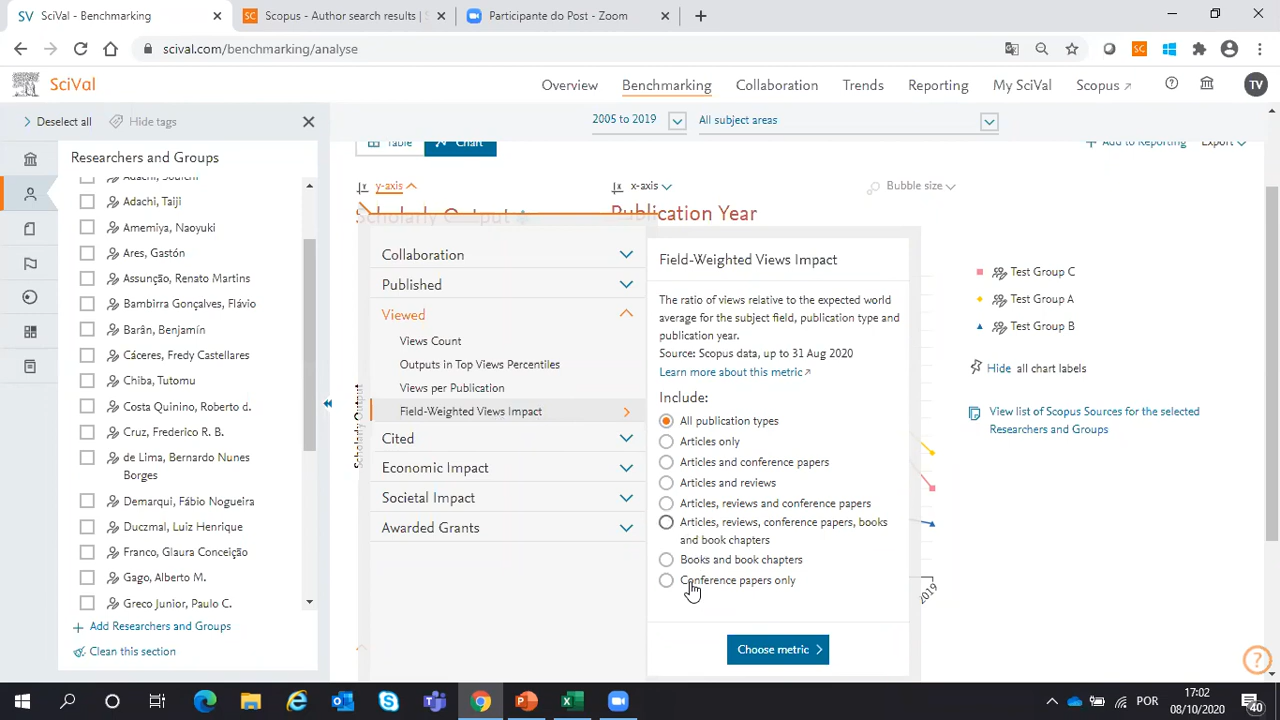 SciVal - Benchmarking
Scopus - Author search results |
Participante do Post - Zoom
scival.com/benchmarking/analyse
SciVal
Overview
Benchmarking
Collaboration
Trends
Reporting
My SciVal
Scopus
TV
Deselect all
Hide tags
2005 to 2019
All subject areas
Researchers and Groups
Table
Chart
Add to Reporting
Export
Adachi, Souichi
Adachi, Taiji
Amemiya, Naoyuki
Ares, Gastón
Assunção, Renato Martins
Bambirra Gonçalves, Flávio
Barán, Benjamín
Cáceres, Fredy Castellares
Chiba, Tutomu
Costa Quinino, Roberto d.
Cruz, Frederico R. B.
de Lima, Bernardo Nunes
Borges
Demarqui, Fábio Nogueira
Duczmal, Luiz Henrique
Franco, Glaura Conceição
Gago, Alberto M.
Greco Junior, Paulo C.
Add Researchers and Groups
Clean this section
y-axis
x-axis
Bubble size
Scholarly Output
Publication Year
Scholarly Output
Collaboration
Published
Viewed
Views Count
Outputs in Top Views Percentiles
Views per Publication
Field-Weighted Views Impact
Cited
Economic Impact
Societal Impact
Awarded Grants
Field-Weighted Views Impact
The ratio of views relative to the expected world
average for the subject field, publication type and
publication year.
Source: Scopus data, up to 31 Aug 2020
Learn more about this metric
Include:
All publication types
Articles only
Articles and conference papers
Articles and reviews
Articles, reviews and conference papers
Articles, reviews, conference papers, books
and book chapters
Books and book chapters
Conference papers only
Choose metric
2019
Test Group C
Test Group A
Test Group B
Hide all chart labels
View list of Scopus Sources for the selected
Researchers and Groups
POR
17:02
08/10/2020
40